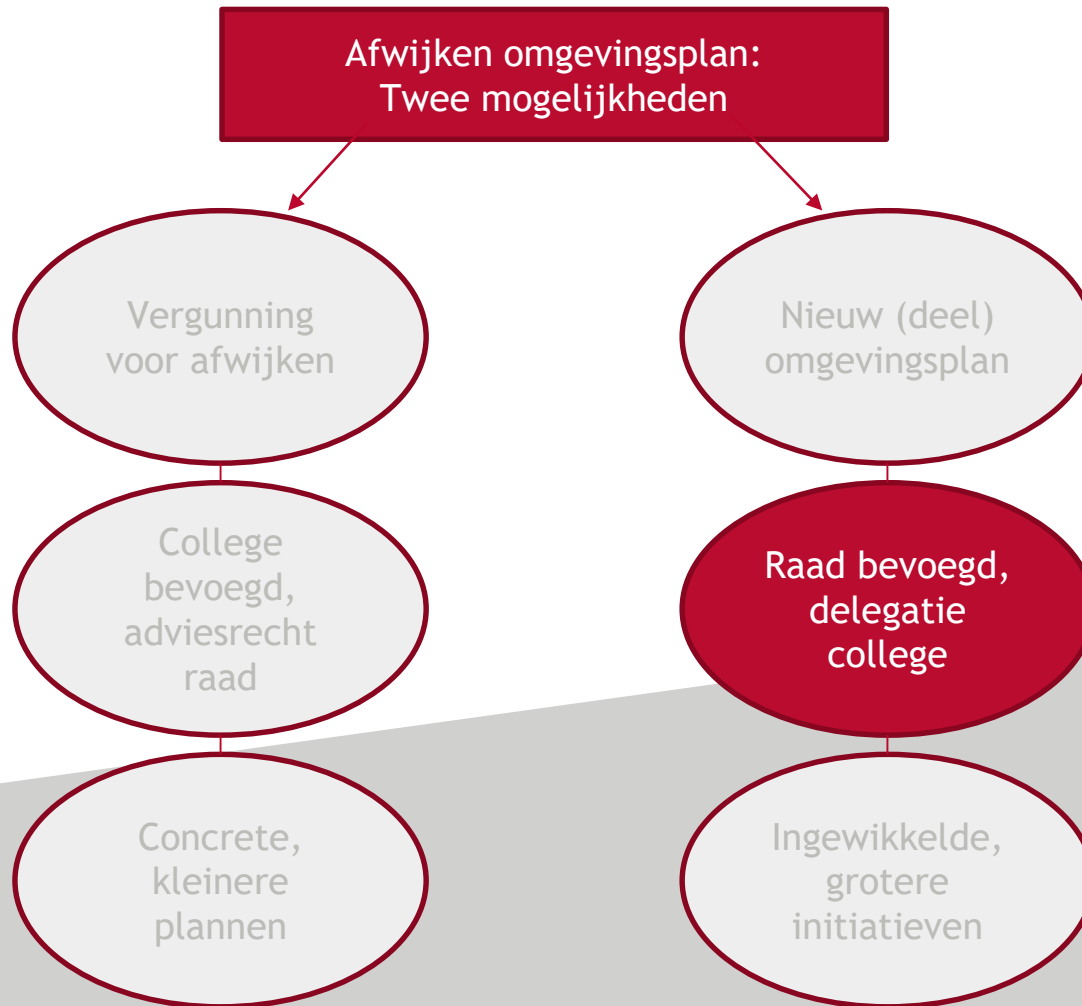 Afwijken omgevingsplan:
Twee mogelijkheden
Vergunning
voor afwijken
Nieuw (deel)
omgevingsplan
College
bevoegd,
adviesrecht
raad
Raad bevoegd,
delegatie
college
Concrete,
kleinere
plannen
Ingewikkelde,
grotere
initiatieven